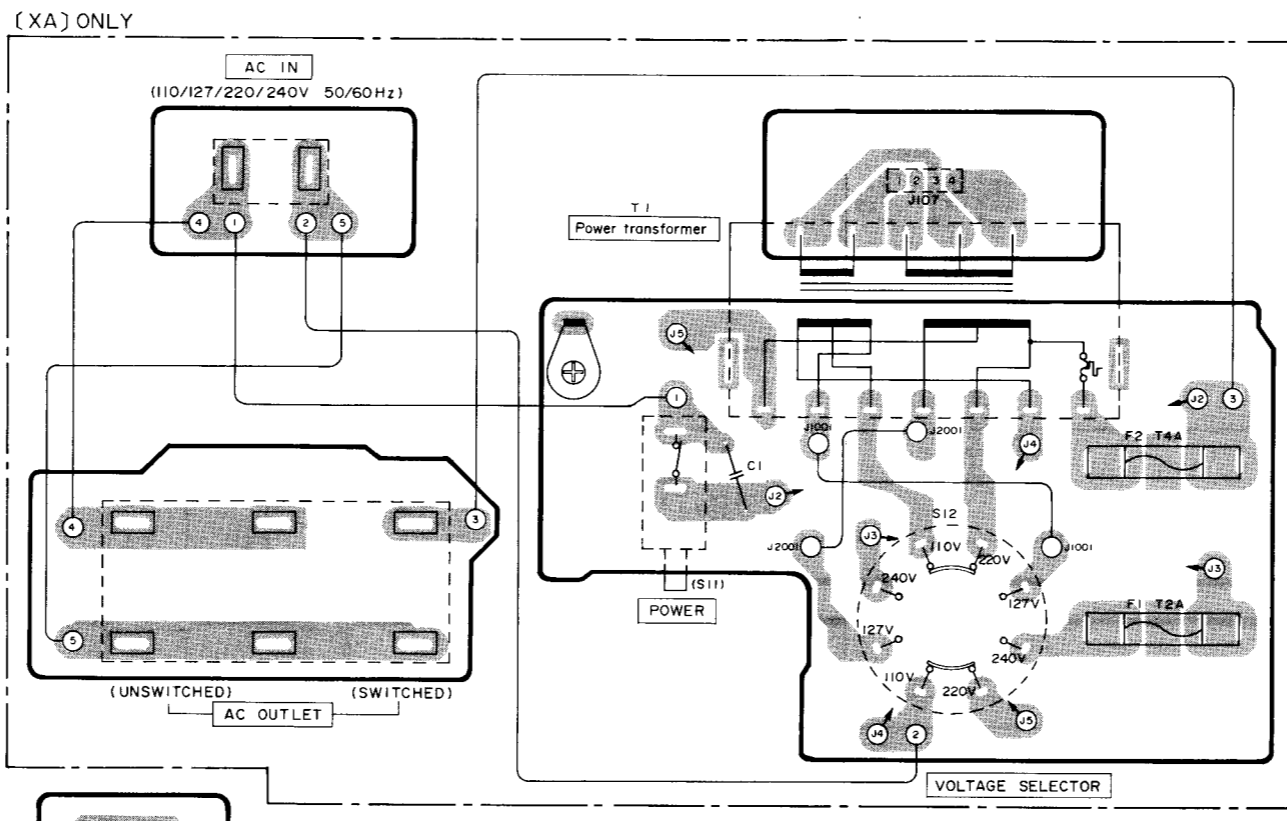 [XA] ONLY
AC IN
(110/127/220/240V 50/60Hz)
4 1 2 5
T1
Power transformer
1 2 3 4
J107
J5
1
J1001
J2001
J4
J2 3
F2 T4A
C1
J2
4
3
S12
J2001
J3
110V 220V
J1001
240V
127V
J3
(S11)
POWER
F1 T2A
5
127V
240V
110V 220V
(UNSWITCHED) (SWITCHED)
AC OUTLET
J4 2
J5
VOLTAGE SELECTOR